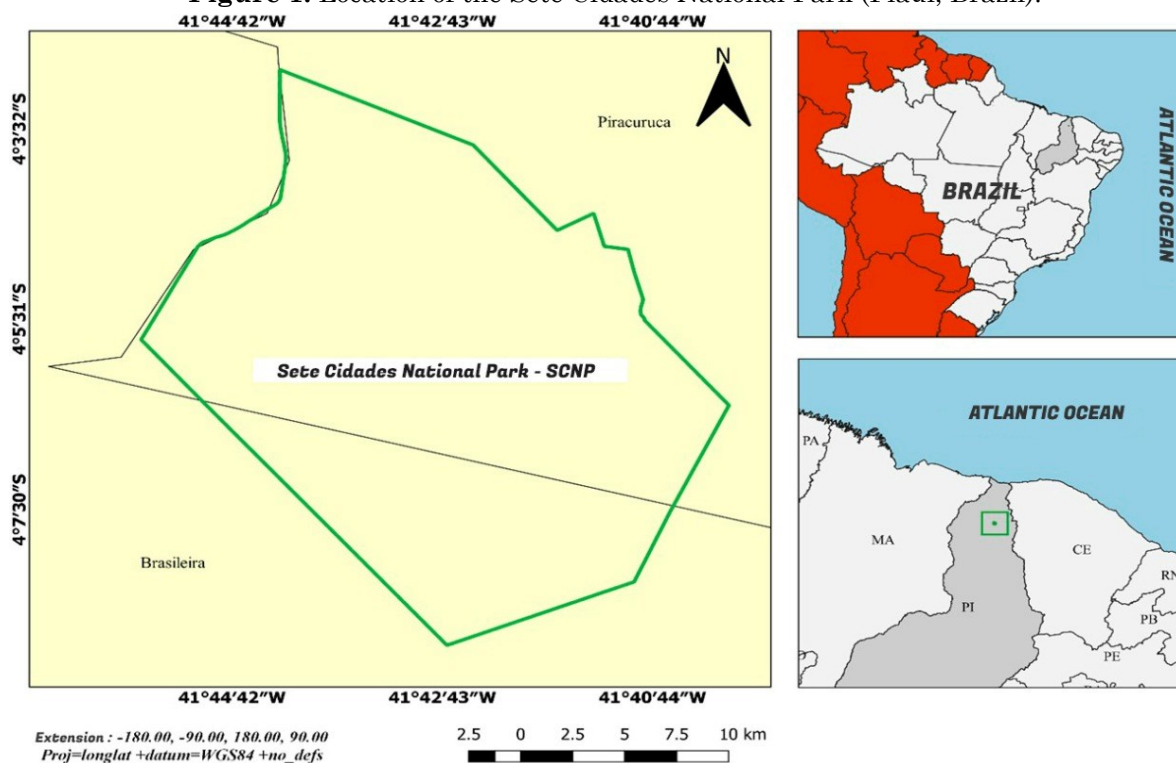 Figure 1. Location of the Sete Cidades National Park (Piauí, Brazil).
41°44'42"W 41°42'43"W 41°40'44"W
N
Piracuruca
4°3'32"S
4°5'31"S
4°7'30"S
Sete Cidades National Park - SCNP
Brasileira
41°44'42"W 41°42'43"W 41°40'44"W
BRAZIL
ATLANTIC OCEAN
ATLANTIC OCEAN
PA
MA
CE
RN
PI
PB
PE
Extension : -180.00, -90.00, 180.00, 90.00
Proj=longlat +datum=WGS84 +no_defs
2.5 0 2.5 5 7.5 10 km